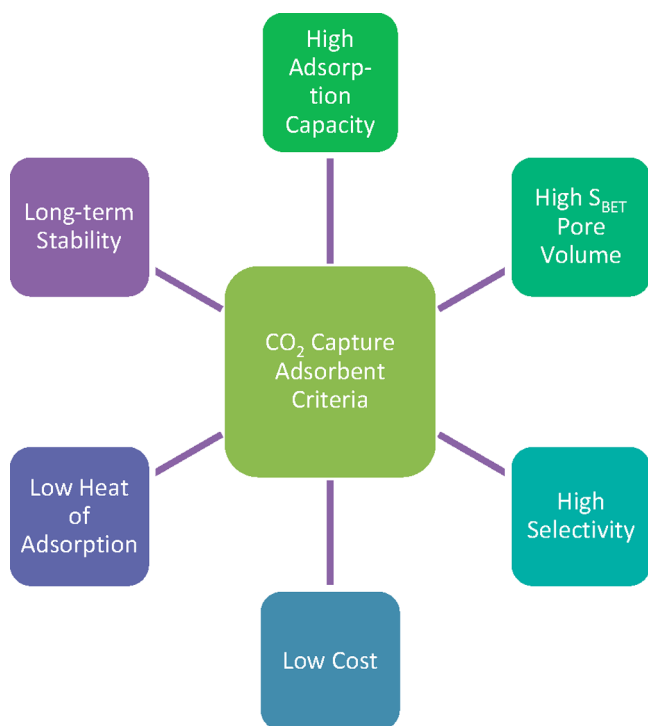 High
Adsorp-
tion
Capacity
Long-term
Stability
High S_BET
Pore
Volume
CO₂ Capture
Adsorbent
Criteria
Low Heat
of
Adsorption
High
Selectivity
Low Cost